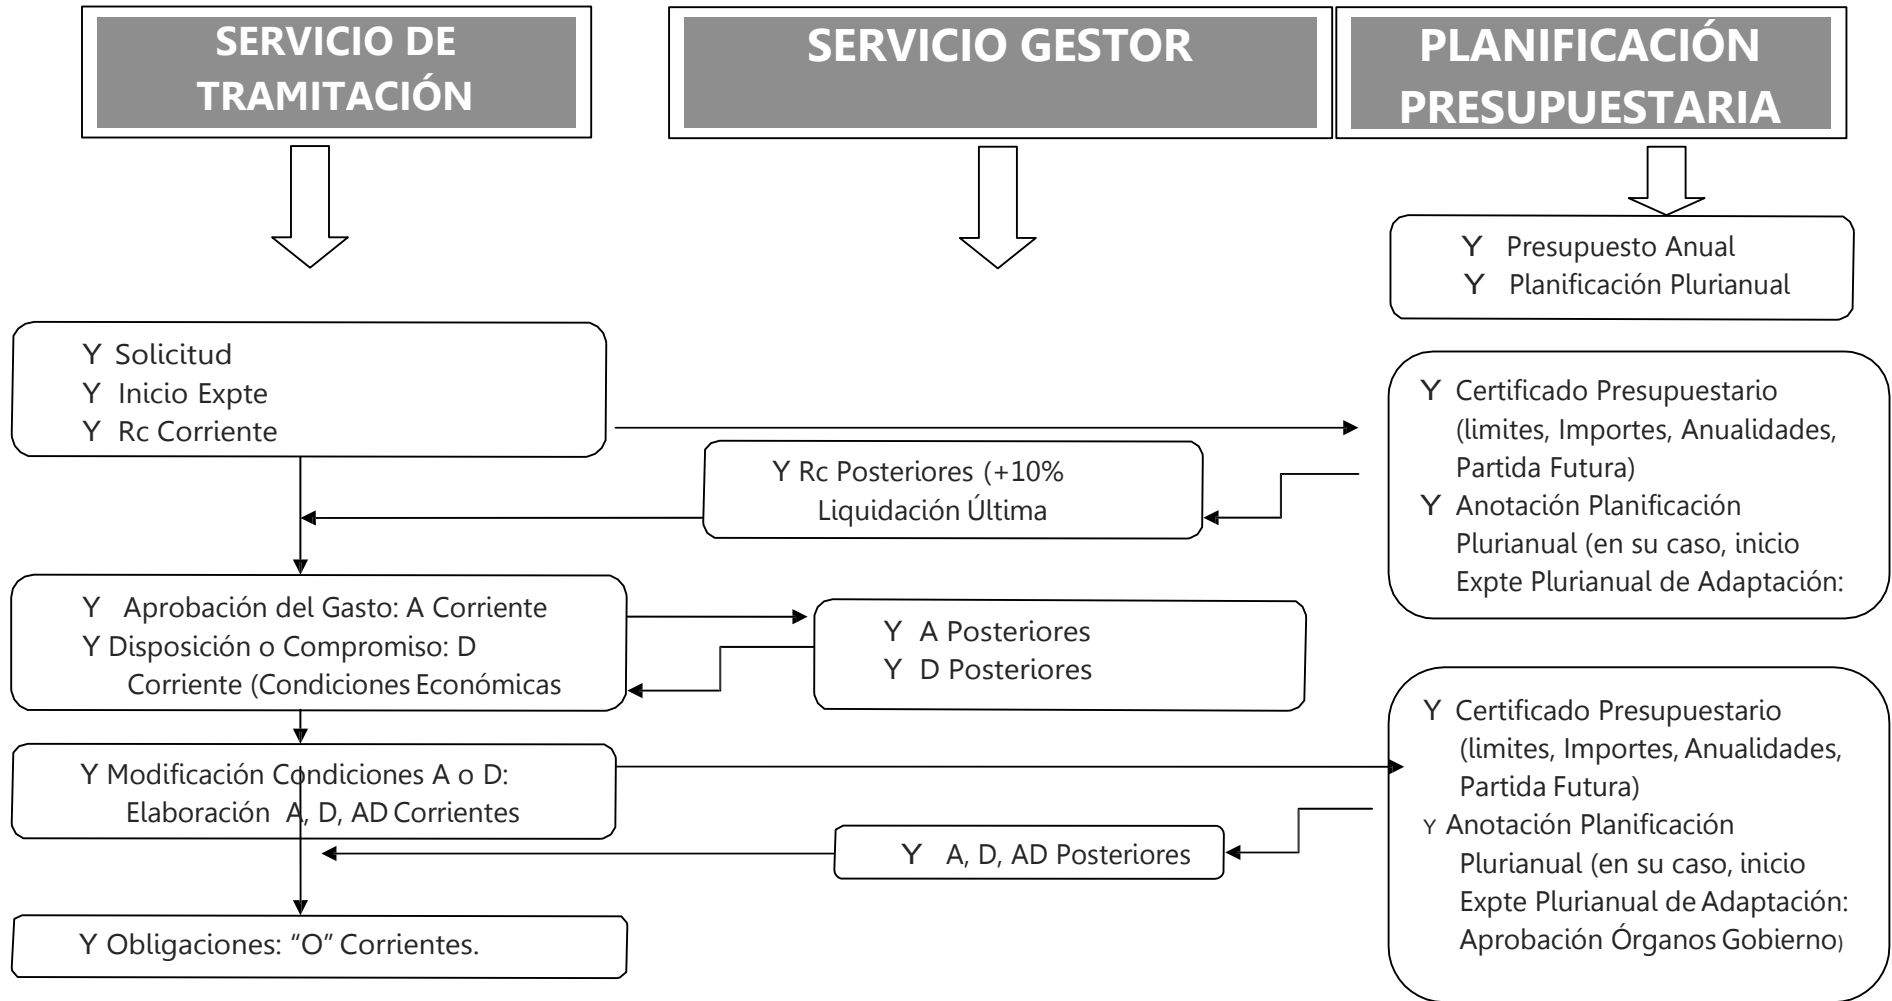 SERVICIO DE
TRAMITACIÓN
SERVICIO GESTOR
PLANIFICACIÓN
PRESUPUESTARIA
Y Presupuesto Anual
Y Planificación Plurianual
Y Solicitud
Y Inicio Expte
Y Rc Corriente
Y Certificado Presupuestario
(limites, Importes, Anualidades,
Partida Futura)
Y Anotación Planificación
Plurianual (en su caso, inicio
Expte Plurianual de Adaptación:
Y Rc Posteriores (+10%
Liquidación Última
Y Aprobación del Gasto: A Corriente
Y Disposición o Compromiso: D
Corriente (Condiciones Económicas
Y A Posteriores
Y D Posteriores
Y Certificado Presupuestario
(limites, Importes, Anualidades,
Partida Futura)
Y Anotación Planificación
Plurianual (en su caso, inicio
Expte Plurianual de Adaptación:
Aprobación Órganos Gobierno)
Y Modificación Condiciones A o D:
Elaboración A, D, AD Corrientes
Y A, D, AD Posteriores
Y Obligaciones: “O” Corrientes.